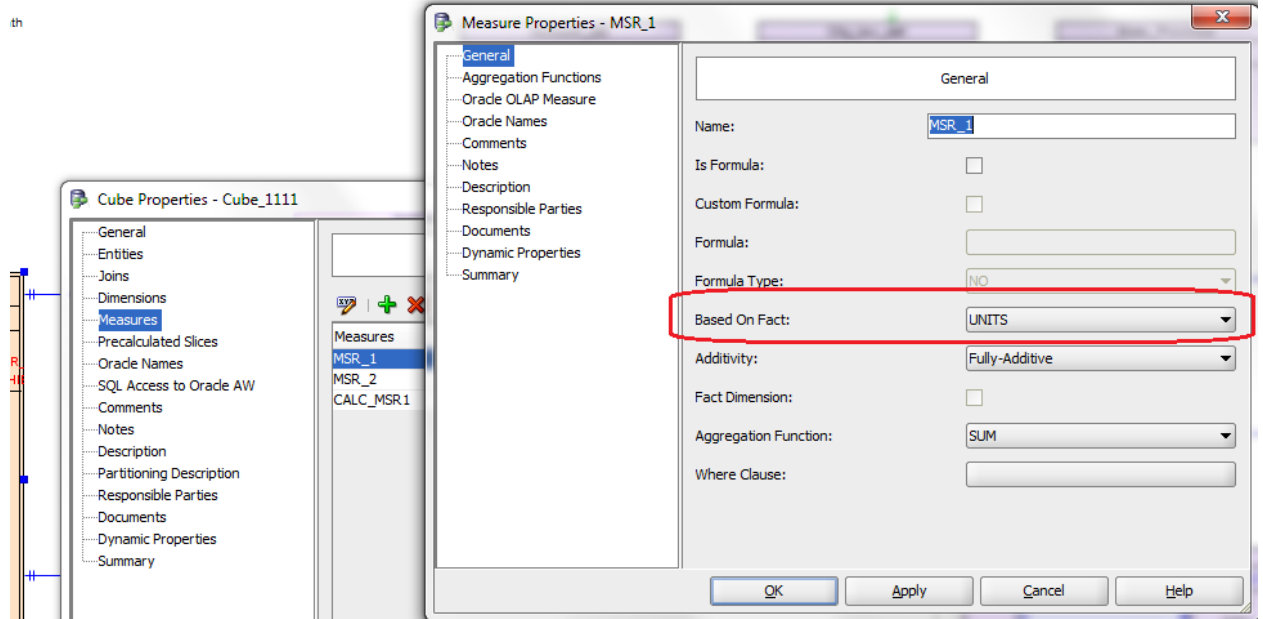 th
Measure Properties - MSR_1
General
Aggregation Functions
Oracle OLAP Measure
Oracle Names
Comments
Notes
Description
Responsible Parties
Documents
Dynamic Properties
Summary
General
Name:
MSR_1
Is Formula:
Custom Formula:
Formula:
Formula Type:
NO
Based On Fact:
UNITS
Additivity:
Fully-Additive
Fact Dimension:
Aggregation Function:
SUM
Where Clause:
OK
Apply
Cancel
Help
Cube Properties - Cube_1111
General
Entities
Joins
Dimensions
Measures
Precalculated Slices
Oracle Names
SQL Access to Oracle AW
Comments
Notes
Description
Partitioning Description
Responsible Parties
Documents
Dynamic Properties
Summary
XYZ
Measures
MSR_1
MSR_2
CALC_MSR1